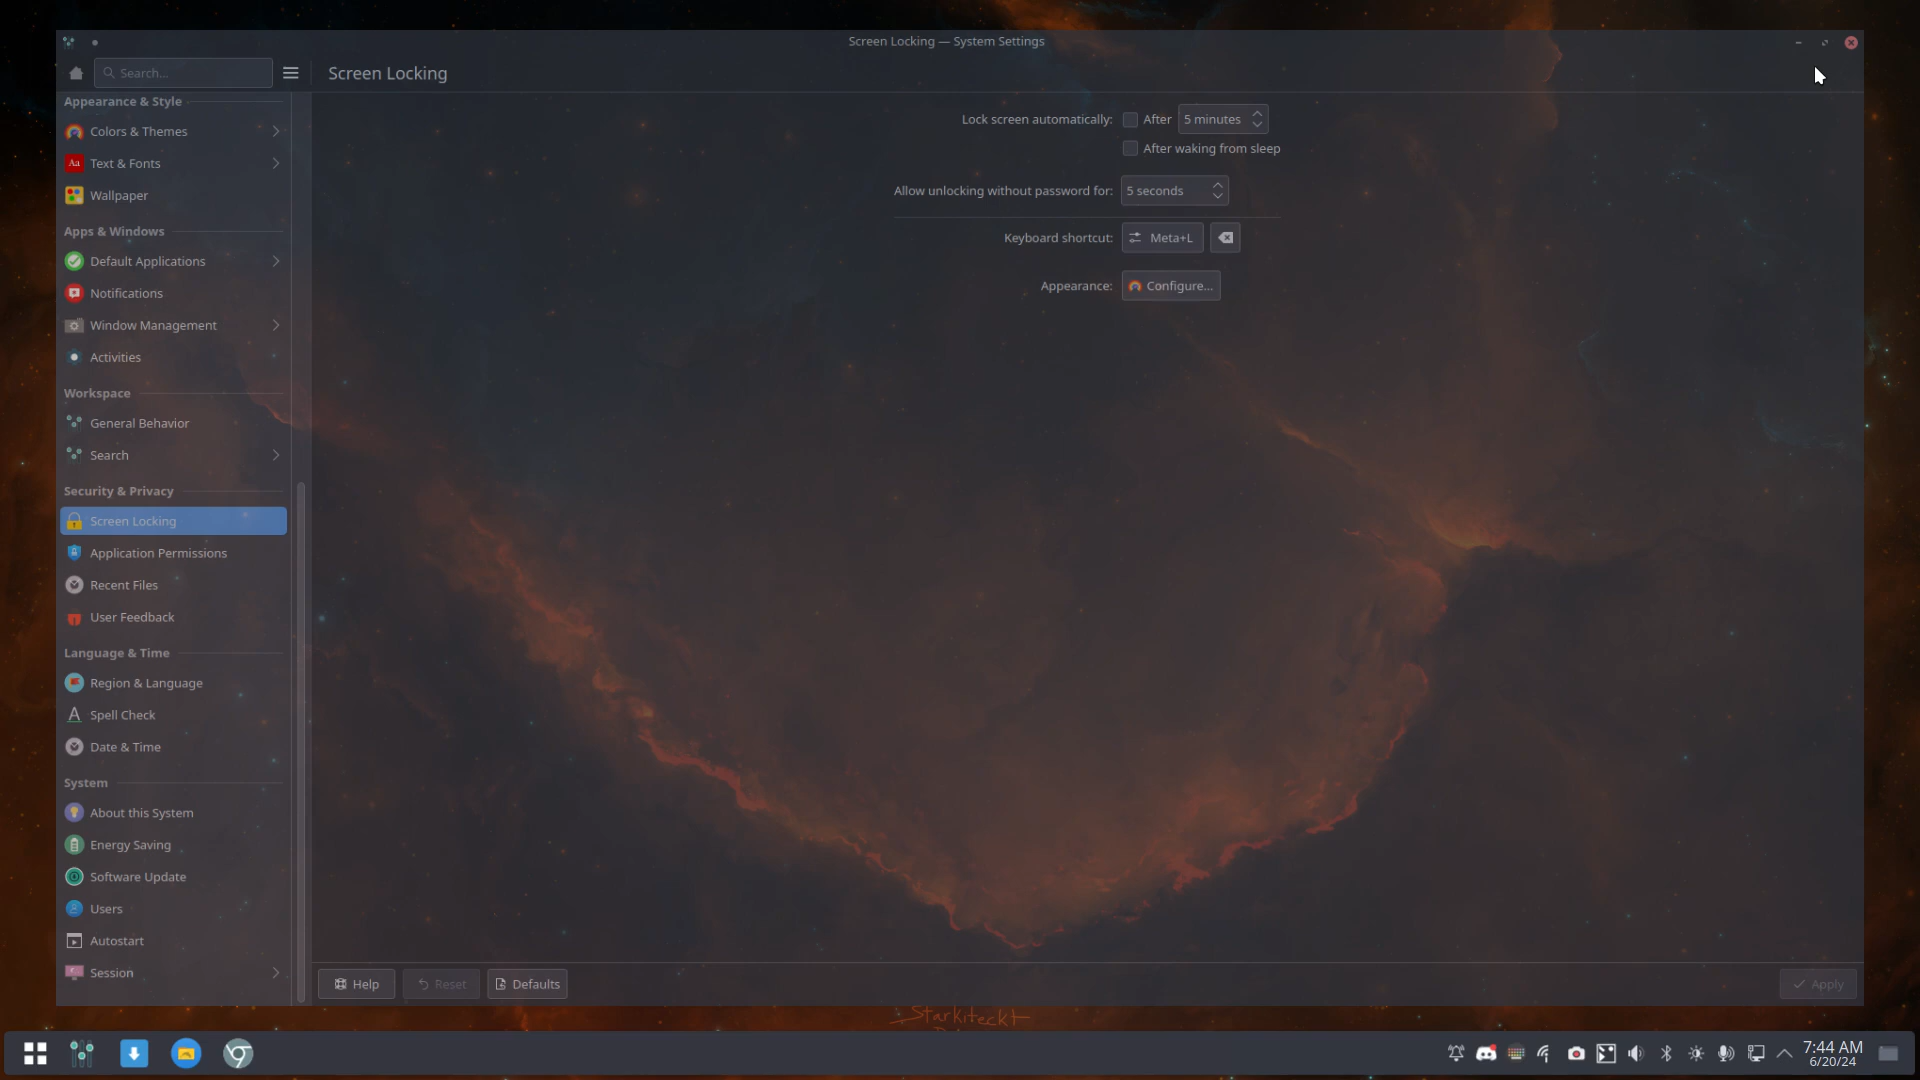 Screen Locking — System Settings
Search...
Screen Locking
Appearance & Style
Colors & Themes
Text & Fonts
Wallpaper
Apps & Windows
Default Applications
Notifications
Window Management
Activities
Workspace
General Behavior
Search
Security & Privacy
Screen Locking
Application Permissions
Recent Files
User Feedback
Language & Time
Region & Language
Spell Check
Date & Time
System
About this System
Energy Saving
Software Update
Users
Autostart
Session
Lock screen automatically: After 5 minutes
After waking from sleep
Allow unlocking without password for: 5 seconds
Keyboard shortcut: Meta+L
Appearance: Configure...
Help Reset Defaults Apply
Starkiteckt
7:44 AM
6/20/24